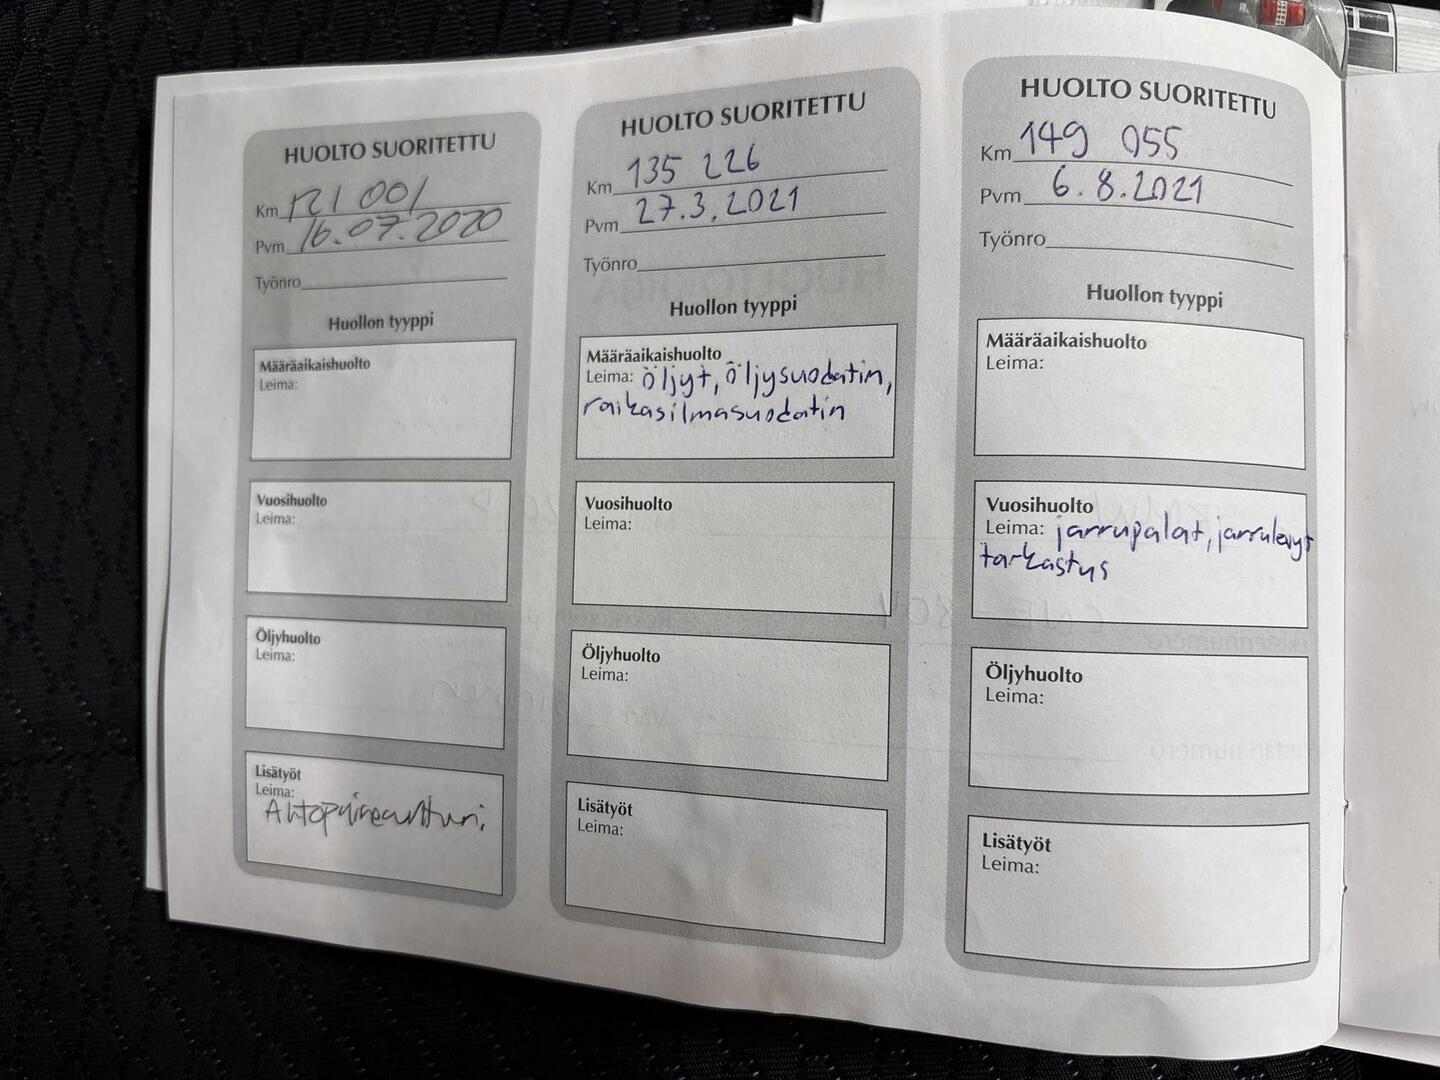 HUOLTO SUORITETTU
Km 121 001
Pvm 16.07.2020
Työnro
Huollon tyyppi
Määräaikaishuolto
Leima:
Vuosihuolto
Leima:
Öljyhuolto
Leima:
Lisätyöt
Leima:
HUOLTO SUORITETTU
Km 135 226
Pvm 27.3.2021
Työnro
Huollon tyyppi
Määräaikaishuolto
Leima: öljyt, öljysuodatin,
raikasilmasuodatin
Vuosihuolto
Leima:
Öljyhuolto
Leima:
Lisätyöt
Leima:
HUOLTO SUORITETTU
Km 149 055
Pvm 6.8.2021
Työnro
Huollon tyyppi
Määräaikaishuolto
Leima:
Vuosihuolto
Leima: jarrupalat, jarrulevyt
tarkastus
Öljyhuolto
Leima:
Lisätyöt
Leima: